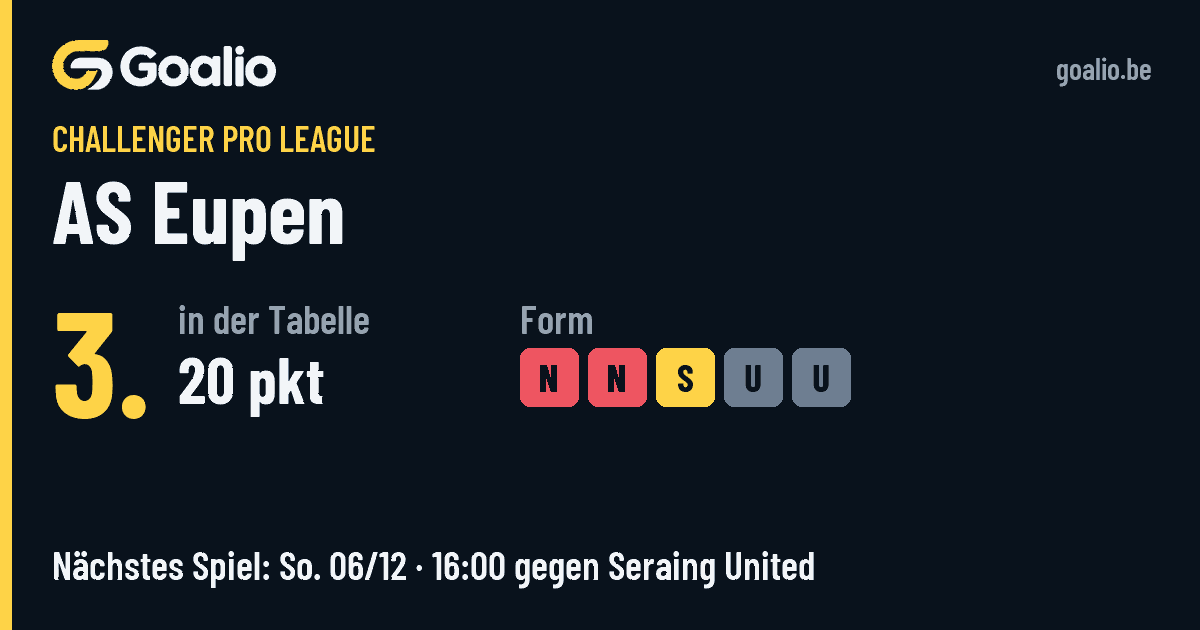 Goalio
goalio.be
CHALLENGER PRO LEAGUE
AS Eupen
3.
in der Tabelle
20 pkt
Form
N N S U U
Nächstes Spiel: So. 06/12 · 16:00 gegen Seraing United